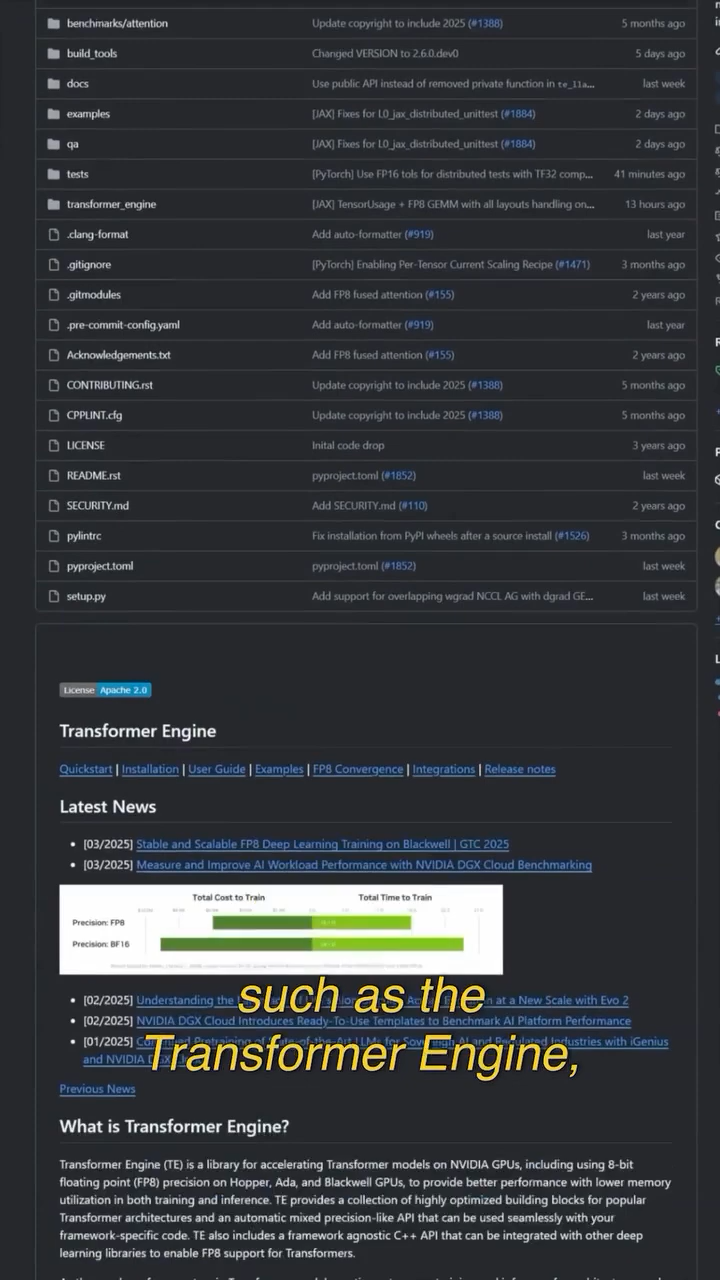 benchmarks/attention Update copyright to include 2025 (#1388) 5 months ago
build_tools Changed VERSION to 2.6.0.dev0 5 days ago
docs Use public API instead of removed private function in te_lla... last week
examples [JAX] Fixes for L0_jax_distributed_unittest (#1884) 2 days ago
qa [JAX] Fixes for L0_jax_distributed_unittest (#1884) 2 days ago
tests [PyTorch] Use FP16 tols for distributed tests with TF32 comp... 41 minutes ago
transformer_engine [JAX] TensorUsage + FP8 GEMM with all layouts handling on... 13 hours ago
.clang-format Add auto-formatter (#919) last year
.gitignore [PyTorch] Enabling Per-Tensor Current Scaling Recipe (#1471) 3 months ago
.gitmodules Add FP8 fused attention (#155) 2 years ago
.pre-commit-config.yaml Add auto-formatter (#919) last year
Acknowledgements.txt Add FP8 fused attention (#155) 2 years ago
CONTRIBUTING.rst Update copyright to include 2025 (#1388) 5 months ago
CPPLINT.cfg Update copyright to include 2025 (#1388) 5 months ago
LICENSE Inital code drop 3 years ago
README.rst pyproject.toml (#1852) last week
SECURITY.md Add SECURITY.md (#110) 2 years ago
pylintrc Fix installation from PyPI wheels after a source install (#1526) 3 months ago
pyproject.toml pyproject.toml (#1852) last week
setup.py Add support for overlapping wgrad NCCL AG with dgrad GE... last week
License Apache 2.0
Transformer Engine
Quickstart | Installation | User Guide | Examples | FP8 Convergence | Integrations | Release notes
Latest News
[03/2025] Stable and Scalable FP8 Deep Learning Training on Blackwell | GTC 2025
[03/2025] Measure and Improve AI Workload Performance with NVIDIA DGX Cloud Benchmarking
Total Cost to Train Total Time to Train
Precision: FP8
Precision: BF16
such as the
[02/2025] Understanding the at a New Scale with Evo 2
[02/2025] NVIDIA DGX Cloud Introduces Ready-To-Use Templates to Benchmark AI Platform Performance
Transformer Engine,
[01/2025] Continued Pretraining of State-of-the-Art LLMs for Sovereign AI and Regulated Industries with iGenius
and NVIDIA
Previous News
What is Transformer Engine?
Transformer Engine (TE) is a library for accelerating Transformer models on NVIDIA GPUs, including using 8-bit
floating point (FP8) precision on Hopper, Ada, and Blackwell GPUs, to provide better performance with lower memory
utilization in both training and inference. TE provides a collection of highly optimized building blocks for popular
Transformer architectures and an automatic mixed precision-like API that can be used seamlessly with your
framework-specific code. TE also includes a framework agnostic C++ API that can be integrated with other deep
learning libraries to enable FP8 support for Transformers.